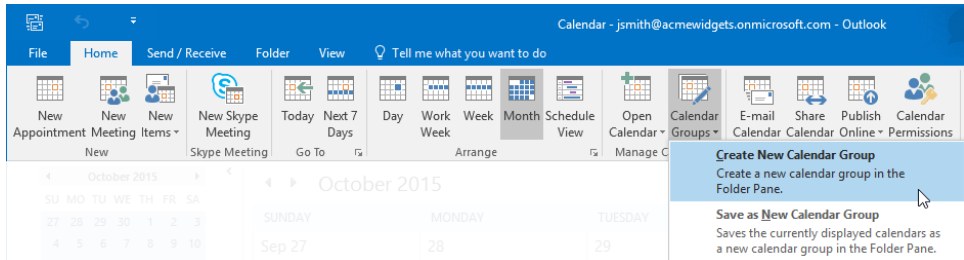 Calendar - jsmith@acmewidgets.onmicrosoft.com - Outlook
File Home Send / Receive Folder View Tell me what you want to do
New Appointment
New Meeting
New Items
New Skype Meeting
Today
Next 7 Days
Day
Work Week
Week
Month
Schedule View
Open Calendar
Calendar Groups
E-mail Calendar
Share Calendar
Publish Online
Calendar Permissions
New Skype Meeting Go To Arrange Manage C
Create New Calendar Group
Create a new calendar group in the
Folder Pane.
Save as New Calendar Group
Saves the currently displayed calendars as
a new calendar group in the Folder Pane.
October 2015
SU MO TU WE TH FR SA
27 28 29 30 1 2 3
4 5 6 7 8 9 10
October 2015
SUNDAY MONDAY TUESDAY
Sep 27 28 29